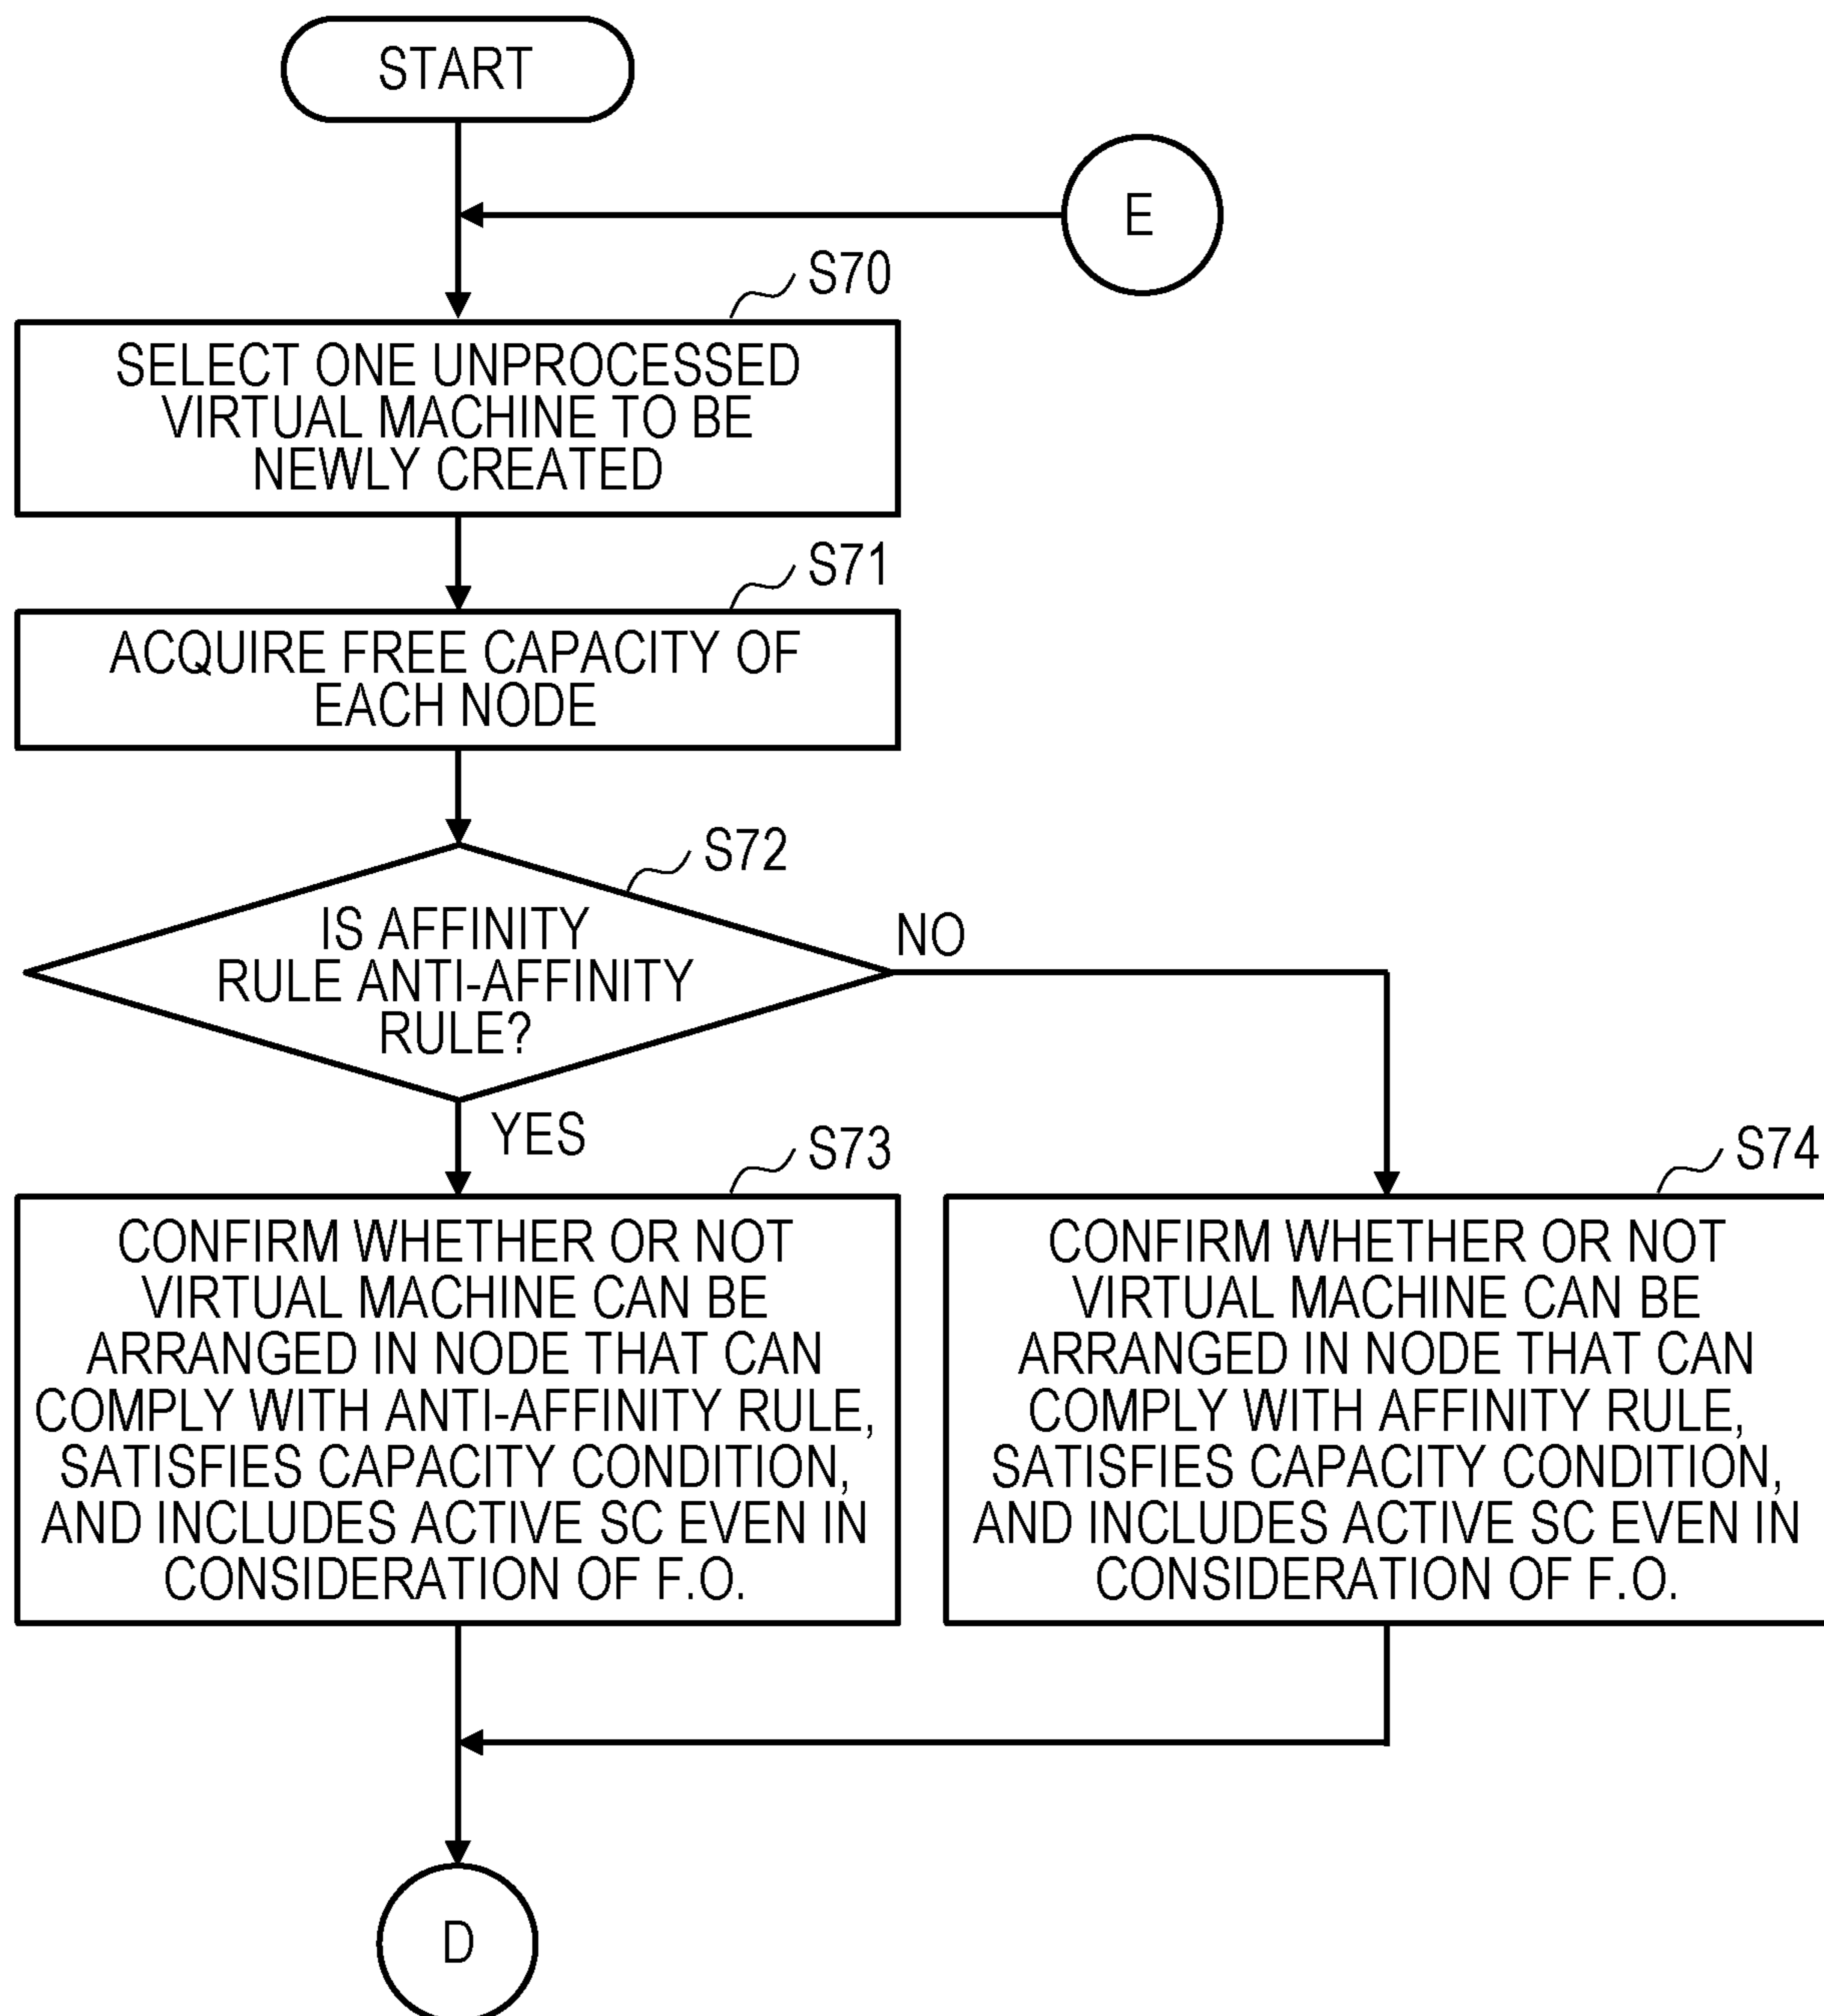 START
E
S70
SELECT ONE UNPROCESSED
VIRTUAL MACHINE TO BE
NEWLY CREATED
S71
ACQUIRE FREE CAPACITY OF
EACH NODE
S72
IS AFFINITY
RULE ANTI-AFFINITY
RULE?
NO
YES
S73
CONFIRM WHETHER OR NOT
VIRTUAL MACHINE CAN BE
ARRANGED IN NODE THAT CAN
COMPLY WITH ANTI-AFFINITY RULE,
SATISFIES CAPACITY CONDITION,
AND INCLUDES ACTIVE SC EVEN IN
CONSIDERATION OF F.O.
S74
CONFIRM WHETHER OR NOT
VIRTUAL MACHINE CAN BE
ARRANGED IN NODE THAT CAN
COMPLY WITH AFFINITY RULE,
SATISFIES CAPACITY CONDITION,
AND INCLUDES ACTIVE SC EVEN IN
CONSIDERATION OF F.O.
D